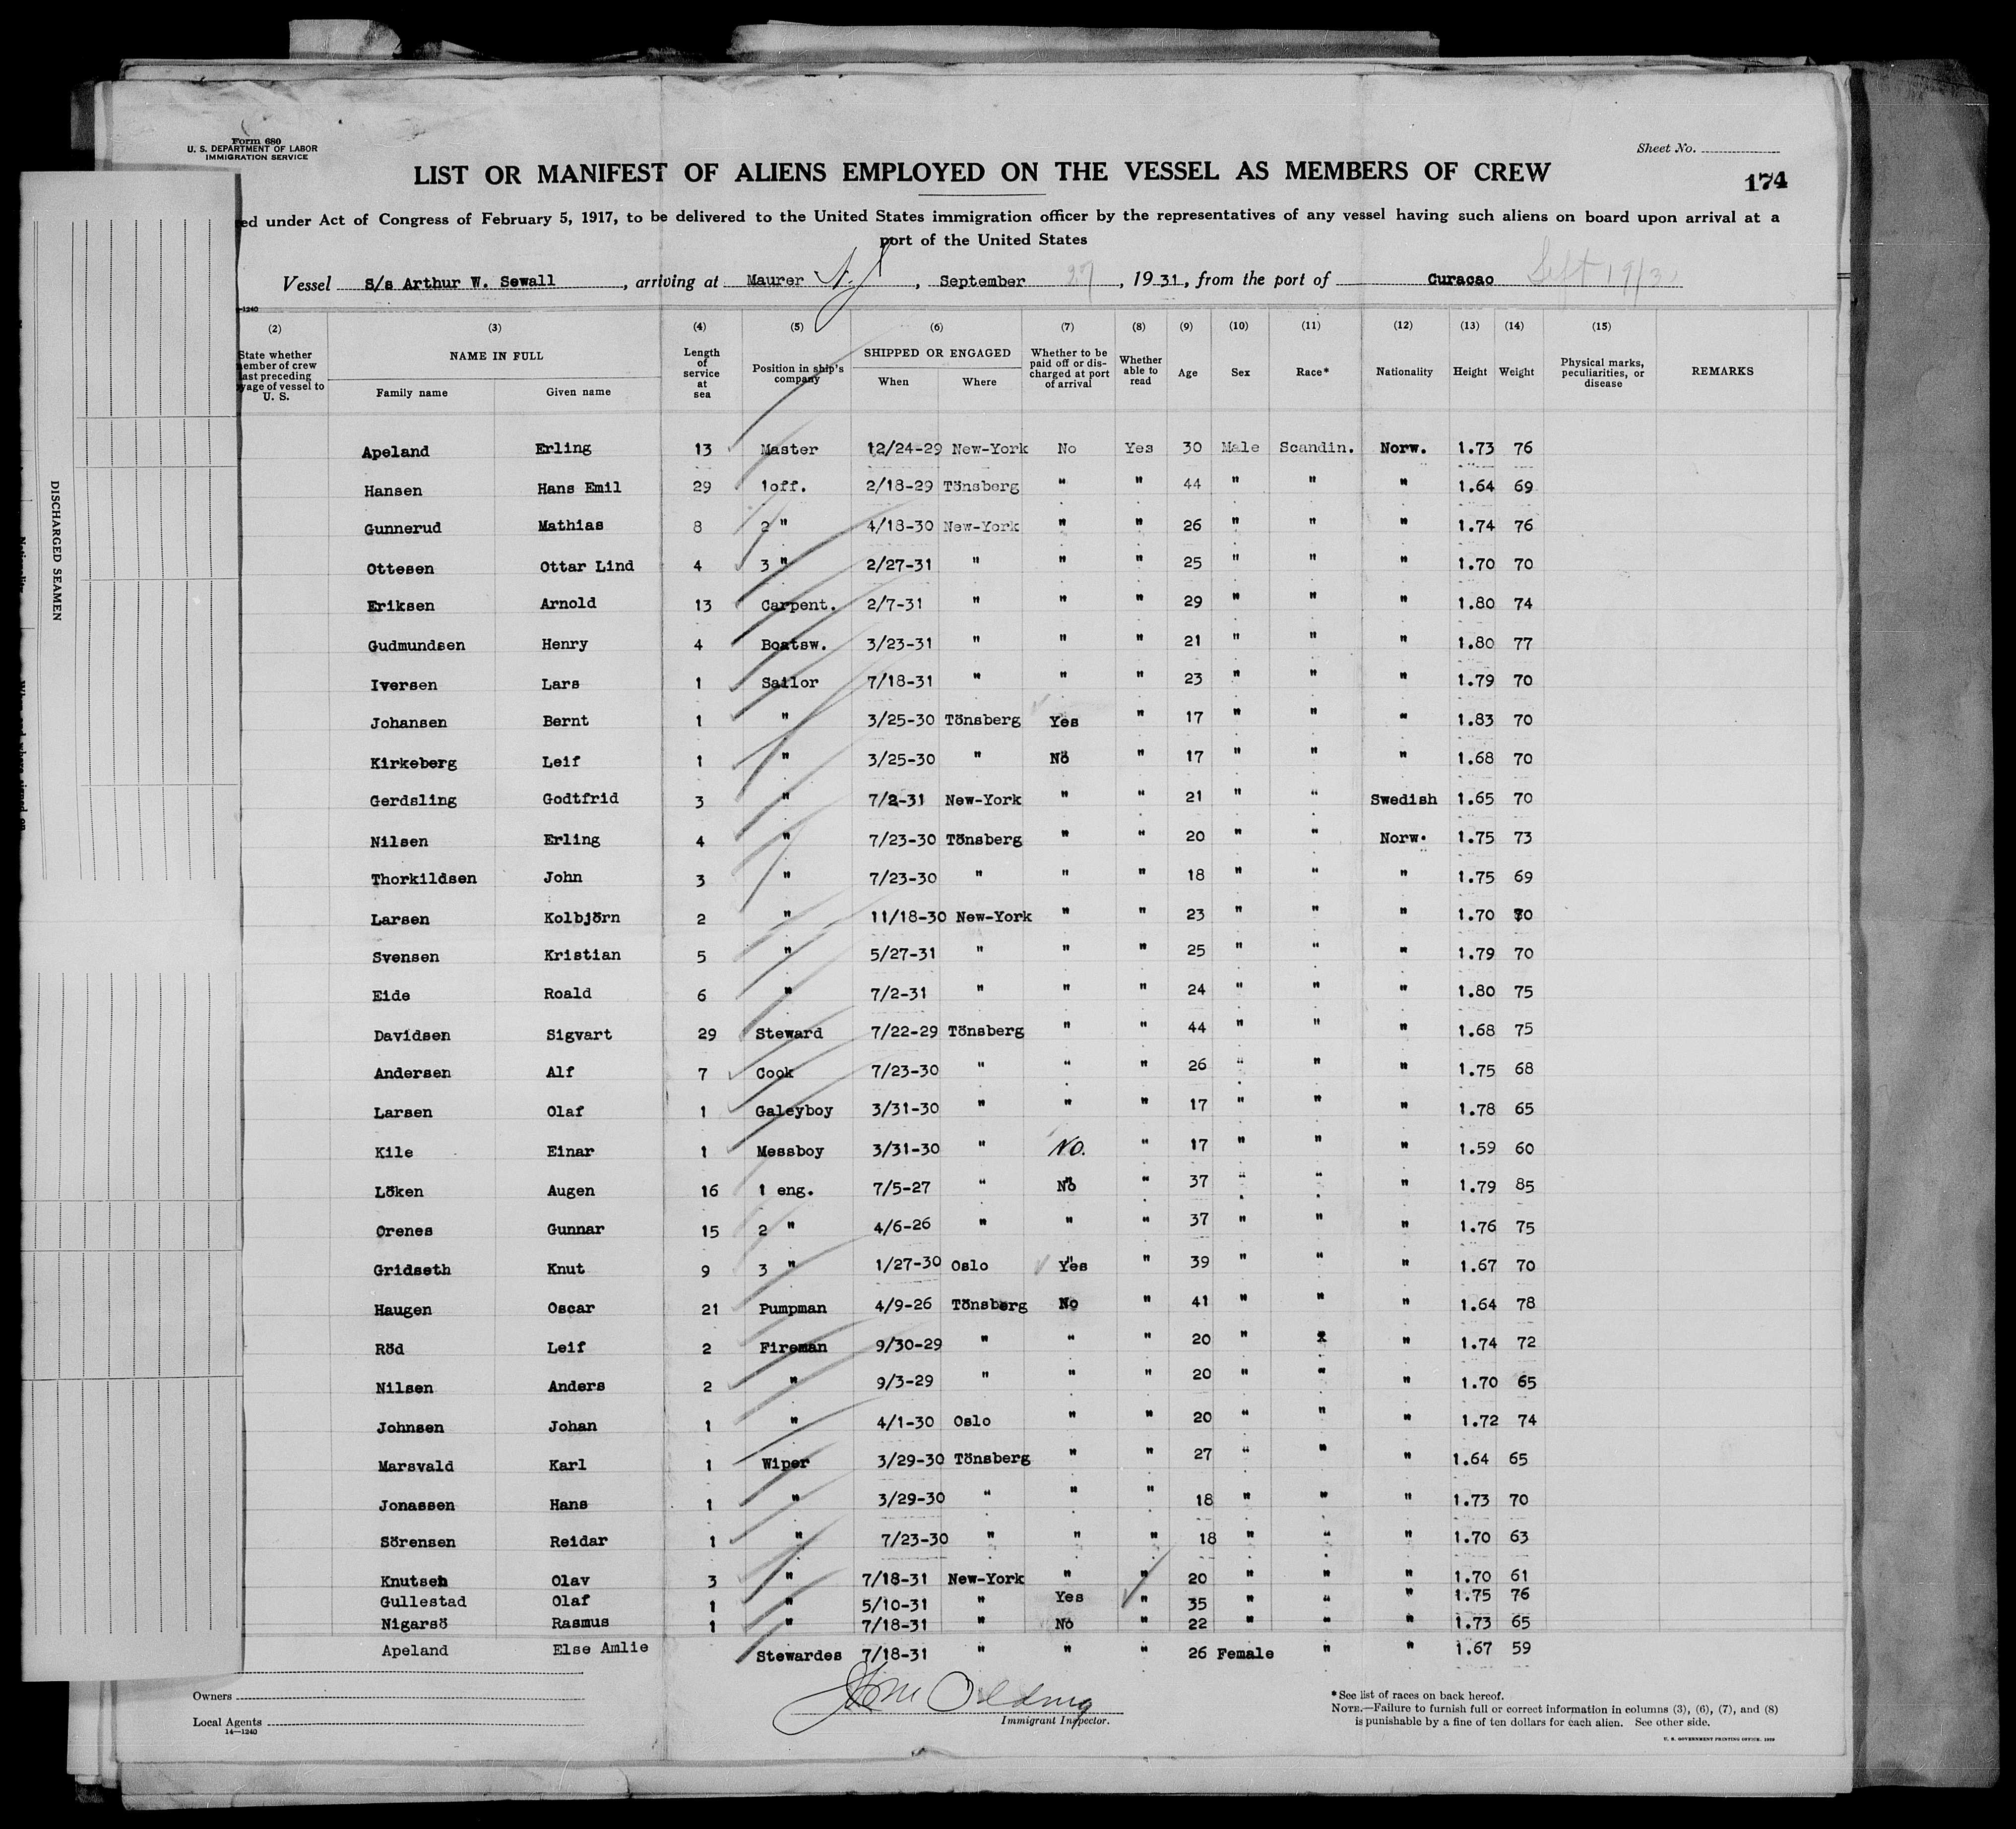 Form 680
U. S. DEPARTMENT OF LABOR
IMMIGRATION SERVICE
Sheet No.
LIST OR MANIFEST OF ALIENS EMPLOYED ON THE VESSEL AS MEMBERS OF CREW
174
ed under Act of Congress of February 5, 1917, to be delivered to the United States immigration officer by the representatives of any vessel having such aliens on board upon arrival at a
port of the United States
Vessel S/s Arthur W. Sewall, arriving at Maurer N.J, September 27, 1931, from the port of Curacao Sept 19/31
-1240
(2) (3) (4) (5) (6) (7) (8) (9) (10) (11) (12) (13) (14) (15)
State whether member of crew last preceding voyage of vessel to U. S. NAME IN FULL Family name Given name Length of service at sea Position in ship's company SHIPPED OR ENGAGED When Where Whether to be paid off or discharged at port of arrival Whether able to read Age Sex Race* Nationality Height Weight Physical marks, peculiarities, or disease REMARKS
Apeland Erling 13 Master 12/24-29 New-York No Yes 30 Male Scandin. Norw. 1.73 76
Hansen Hans Emil 29 1off. 2/18-29 Tönsberg " " 44 " " " 1.64 69
Gunnerud Mathias 8 2 " 4/18-30 New-York " " 26 " " " 1.74 76
Ottesen Ottar Lind 4 3 " 2/27-31 " " " 25 " " " 1.70 70
Eriksen Arnold 13 Carpent. 2/7-31 " " " 29 " " " 1.80 74
Gudmundsen Henry 4 Boatsw. 3/23-31 " " " 21 " " " 1.80 77
Iversen Lars 1 Sailor 7/18-31 " " " 23 " " " 1.79 70
Johansen Bernt 1 " 3/25-30 Tönsberg Yes " 17 " " " 1.83 70
Kirkeberg Leif 1 " 3/25-30 " No " 17 " " " 1.68 70
Gerdsling Godtfrid 3 " 7/2-31 New-York " " 21 " " Swedish 1.65 70
Nilsen Erling 4 " 7/23-30 Tönsberg " " 20 " " Norw. 1.75 73
Thorkildsen John 3 " 7/23-30 " " " 18 " " " 1.75 69
Larsen Kolbjörn 2 " 11/18-30 New-York " " 23 " " " 1.70 70
Svensen Kristian 5 " 5/27-31 " " " 25 " " " 1.79 70
Eide Roald 6 " 7/2-31 " " " 24 " " " 1.80 75
Davidsen Sigvart 29 Steward 7/22-29 Tönsberg " " 44 " " " 1.68 75
Andersen Alf 7 Cook 7/23-30 " " " 26 " " " 1.75 68
Larsen Olaf 1 Galeyboy 3/31-30 " " " 17 " " " 1.78 65
Kile Einar 1 Messboy 3/31-30 " NO. " 17 " " " 1.59 60
Löken Augen 16 1 eng. 7/5-27 " No " 37 " " " 1.79 85
Orenes Gunnar 15 2 " 4/6-26 " " " 37 " " " 1.76 75
Gridseth Knut 9 3 " 1/27-30 Oslo Yes " 39 " " " 1.67 70
Haugen Oscar 21 Pumpman 4/9-26 Tönsberg No " 41 " " " 1.64 78
Röd Leif 2 Fireman 9/30-29 " " " 20 " " " 1.74 72
Nilsen Anders 2 " 9/3-29 " " " 20 " " " 1.70 65
Johnsen Johan 1 " 4/1-30 Oslo " " 20 " " " 1.72 74
Marsvald Karl 1 Wiper 3/29-30 Tönsberg " " 27 " " " 1.64 65
Jonassen Hans 1 " 3/29-30 " " " 18 " " " 1.73 70
Sörensen Reidar 1 " 7/23-30 " " " 18 " " " 1.70 63
Knutsen Olav 3 " 7/18-31 New-York " " 20 " " " 1.70 61
Gullestad Olaf 1 " 5/10-31 " Yes " 35 " " " 1.75 76
Nigarsö Rasmus 1 " 7/18-31 " No " 22 " " " 1.73 65
Apeland Else Amlie Stewardes 7/18-31 " " " 26 Female " " 1.67 59
DISCHARGED SEAMEN
Owners
Local Agents
14—1240
Immigrant Inspector.
*See list of races on back hereof.
NOTE.—Failure to furnish full or correct information in columns (3), (6), (7), and (8)
is punishable by a fine of ten dollars for each alien. See other side.
U. S. GOVERNMENT PRINTING OFFICE. 1929